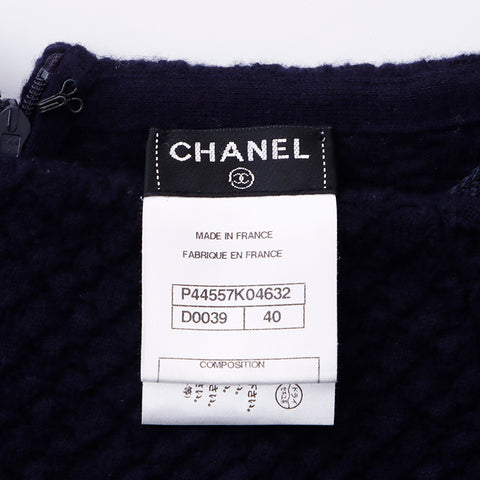 CHANEL
MADE IN FRANCE
FABRIQUE EN FRANCE
P44557K04632
D0039 40
COMPOSITION